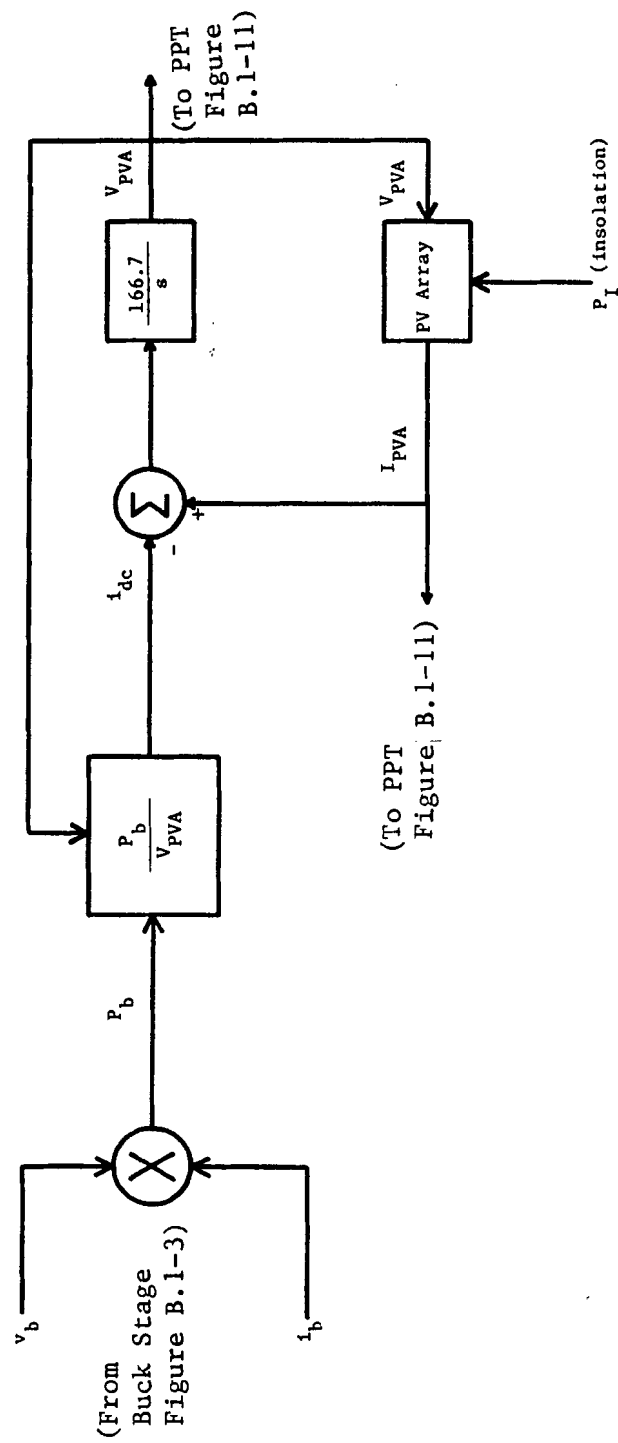 v_b
(From
Buck Stage
Figure B.1-3)
i_b
X
P_b
P_b
V_PVA
i_dc
-
+
Σ
166.7
s
V_PVA
(To PPT
Figure
B.1-11)
V_PVA
PV Array
I_PVA
P_I (insolation)
(To PPT
Figure B.1-11)